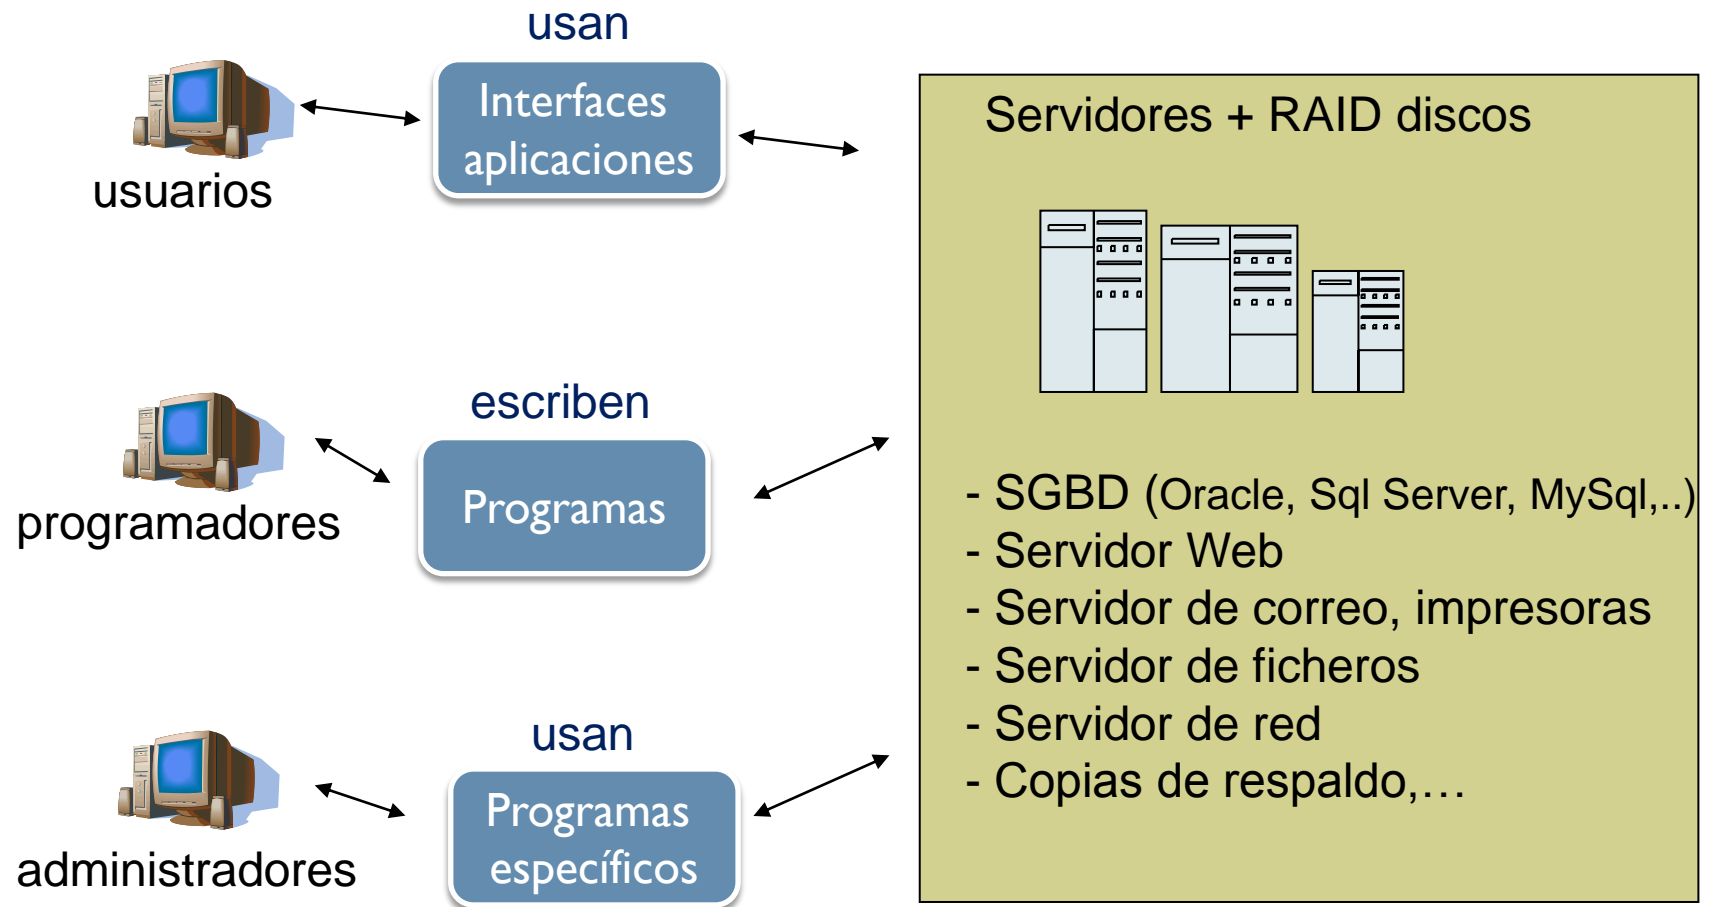 usan
Interfaces
aplicaciones
usuarios
escriben
Programas
programadores
usan
Programas
específicos
administradores
Servidores + RAID discos
- SGBD (Oracle, Sql Server, MySql,..)
- Servidor Web
- Servidor de correo, impresoras
- Servidor de ficheros
- Servidor de red
- Copias de respaldo,…